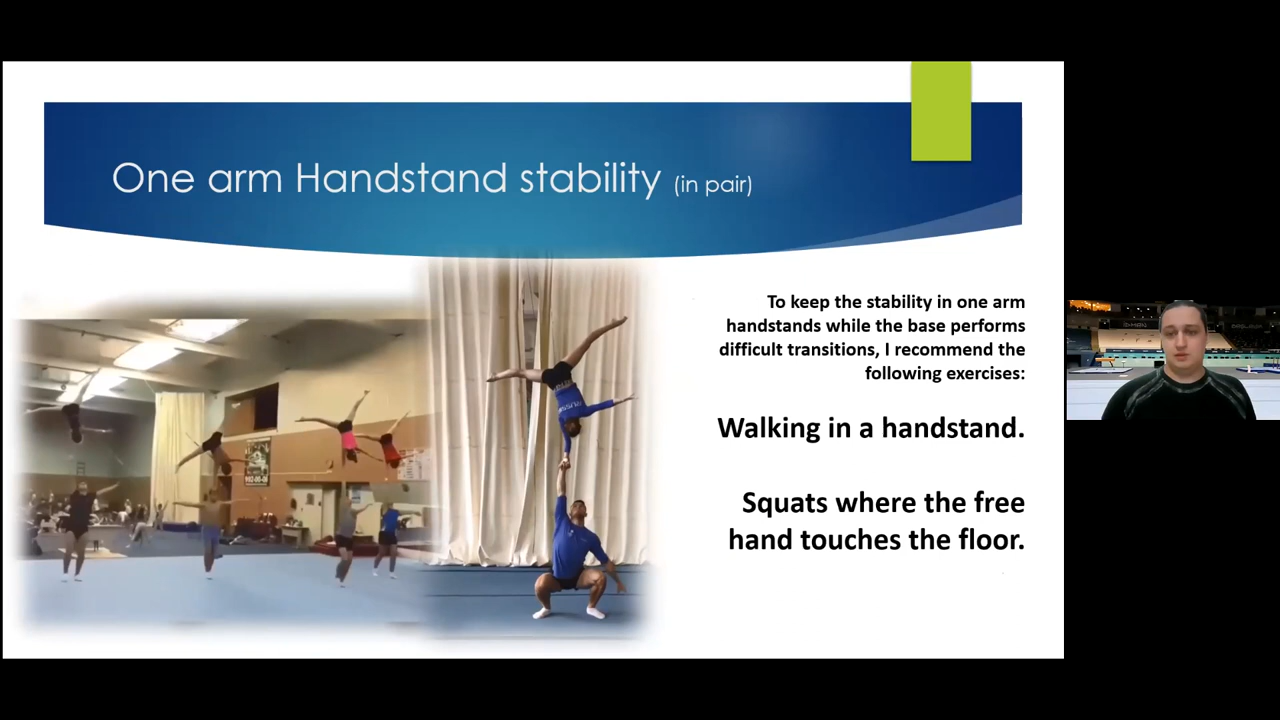 One arm Handstand stability (in pair)
To keep the stability in one arm
handstands while the base performs
difficult transitions, I recommend the
following exercises:
Walking in a handstand.
Squats where the free
hand touches the floor.